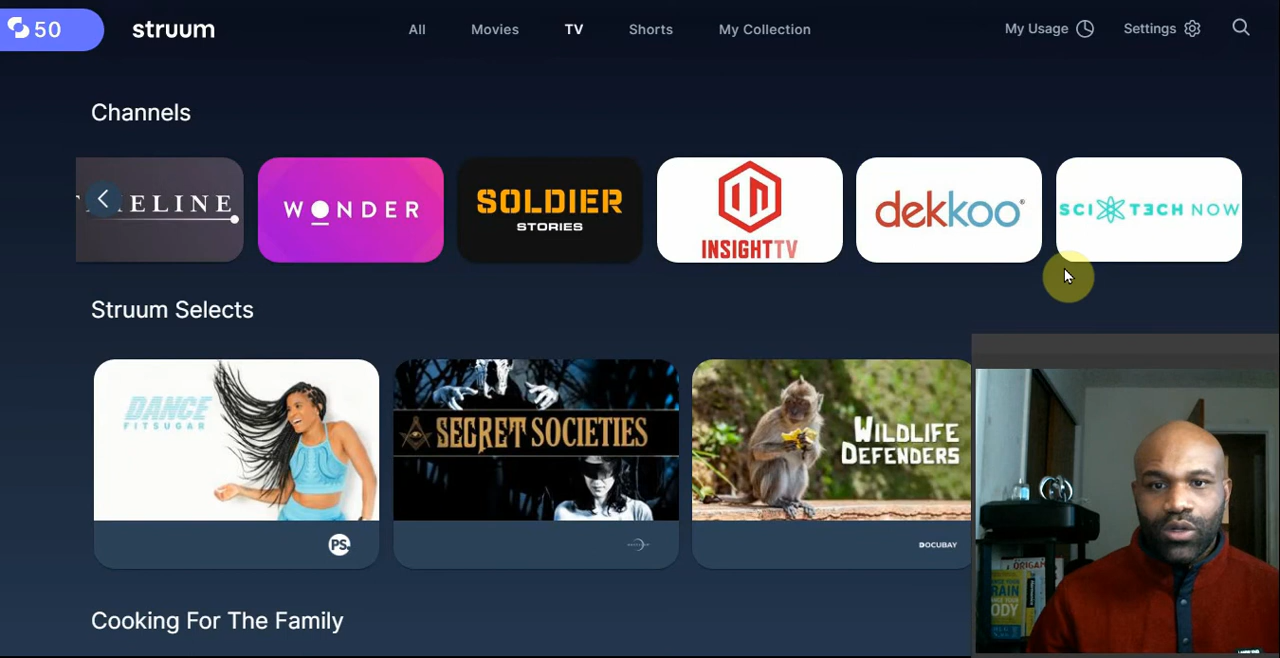 50
struum
All
Movies
TV
Shorts
My Collection
My Usage
Settings
Channels
ELINE
WONDER
SOLDIER
STORIES
INSIGHTTV
dekkoo
SCI TECH NOW
Struum Selects
DANCE
FITSUGAR
SECRET SOCIETIES
WILDLIFE
DEFENDERS
PS.
DOCUBAY
ORIGAMI
BRAIN
BODY
Cooking For The Family